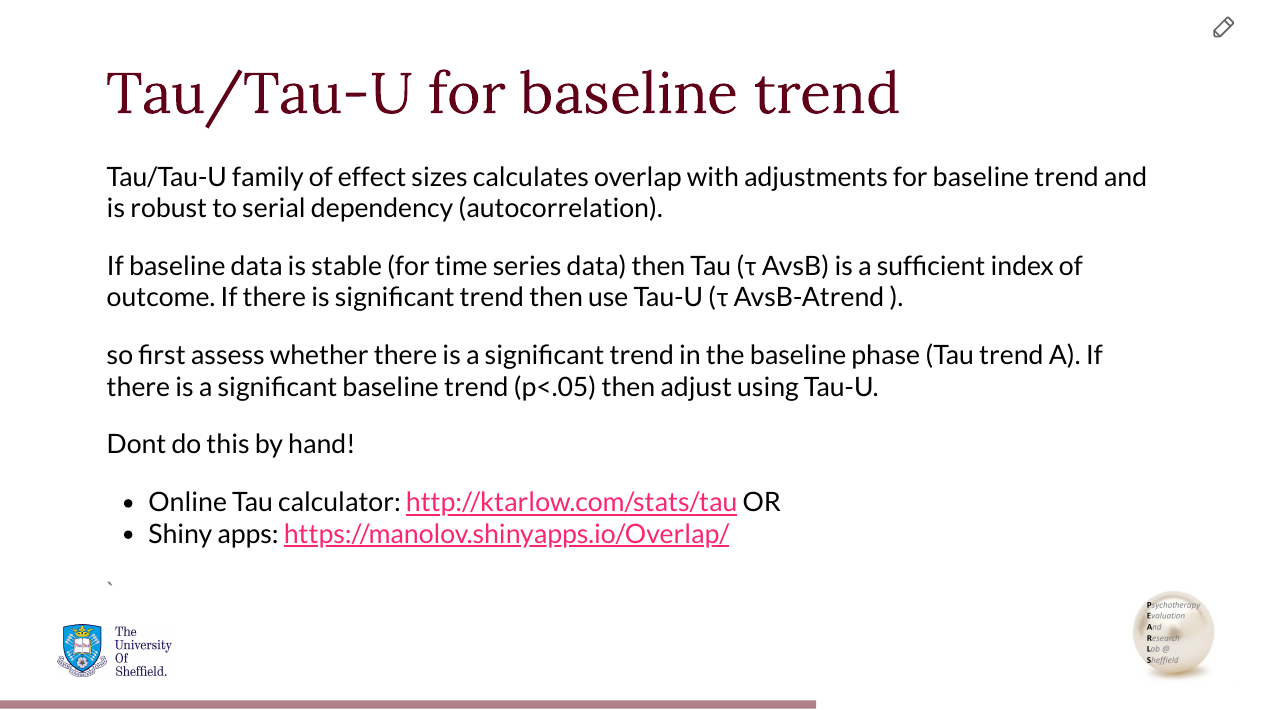 Tau/Tau-U for baseline trend
Tau/Tau-U family of effect sizes calculates overlap with adjustments for baseline trend and
is robust to serial dependency (autocorrelation).
If baseline data is stable (for time series data) then Tau (τ AvsB) is a sufficient index of
outcome. If there is significant trend then use Tau-U (τ AvsB-Atrend ).
so first assess whether there is a significant trend in the baseline phase (Tau trend A). If
there is a significant baseline trend (p<.05) then adjust using Tau-U.
Dont do this by hand!
• Online Tau calculator: http://ktarlow.com/stats/tau OR
• Shiny apps: https://manolov.shinyapps.io/Overlap/
`
The
University
Of
Sheffield.
Psychotherapy
Evaluation
And
Research
Lab @
Sheffield